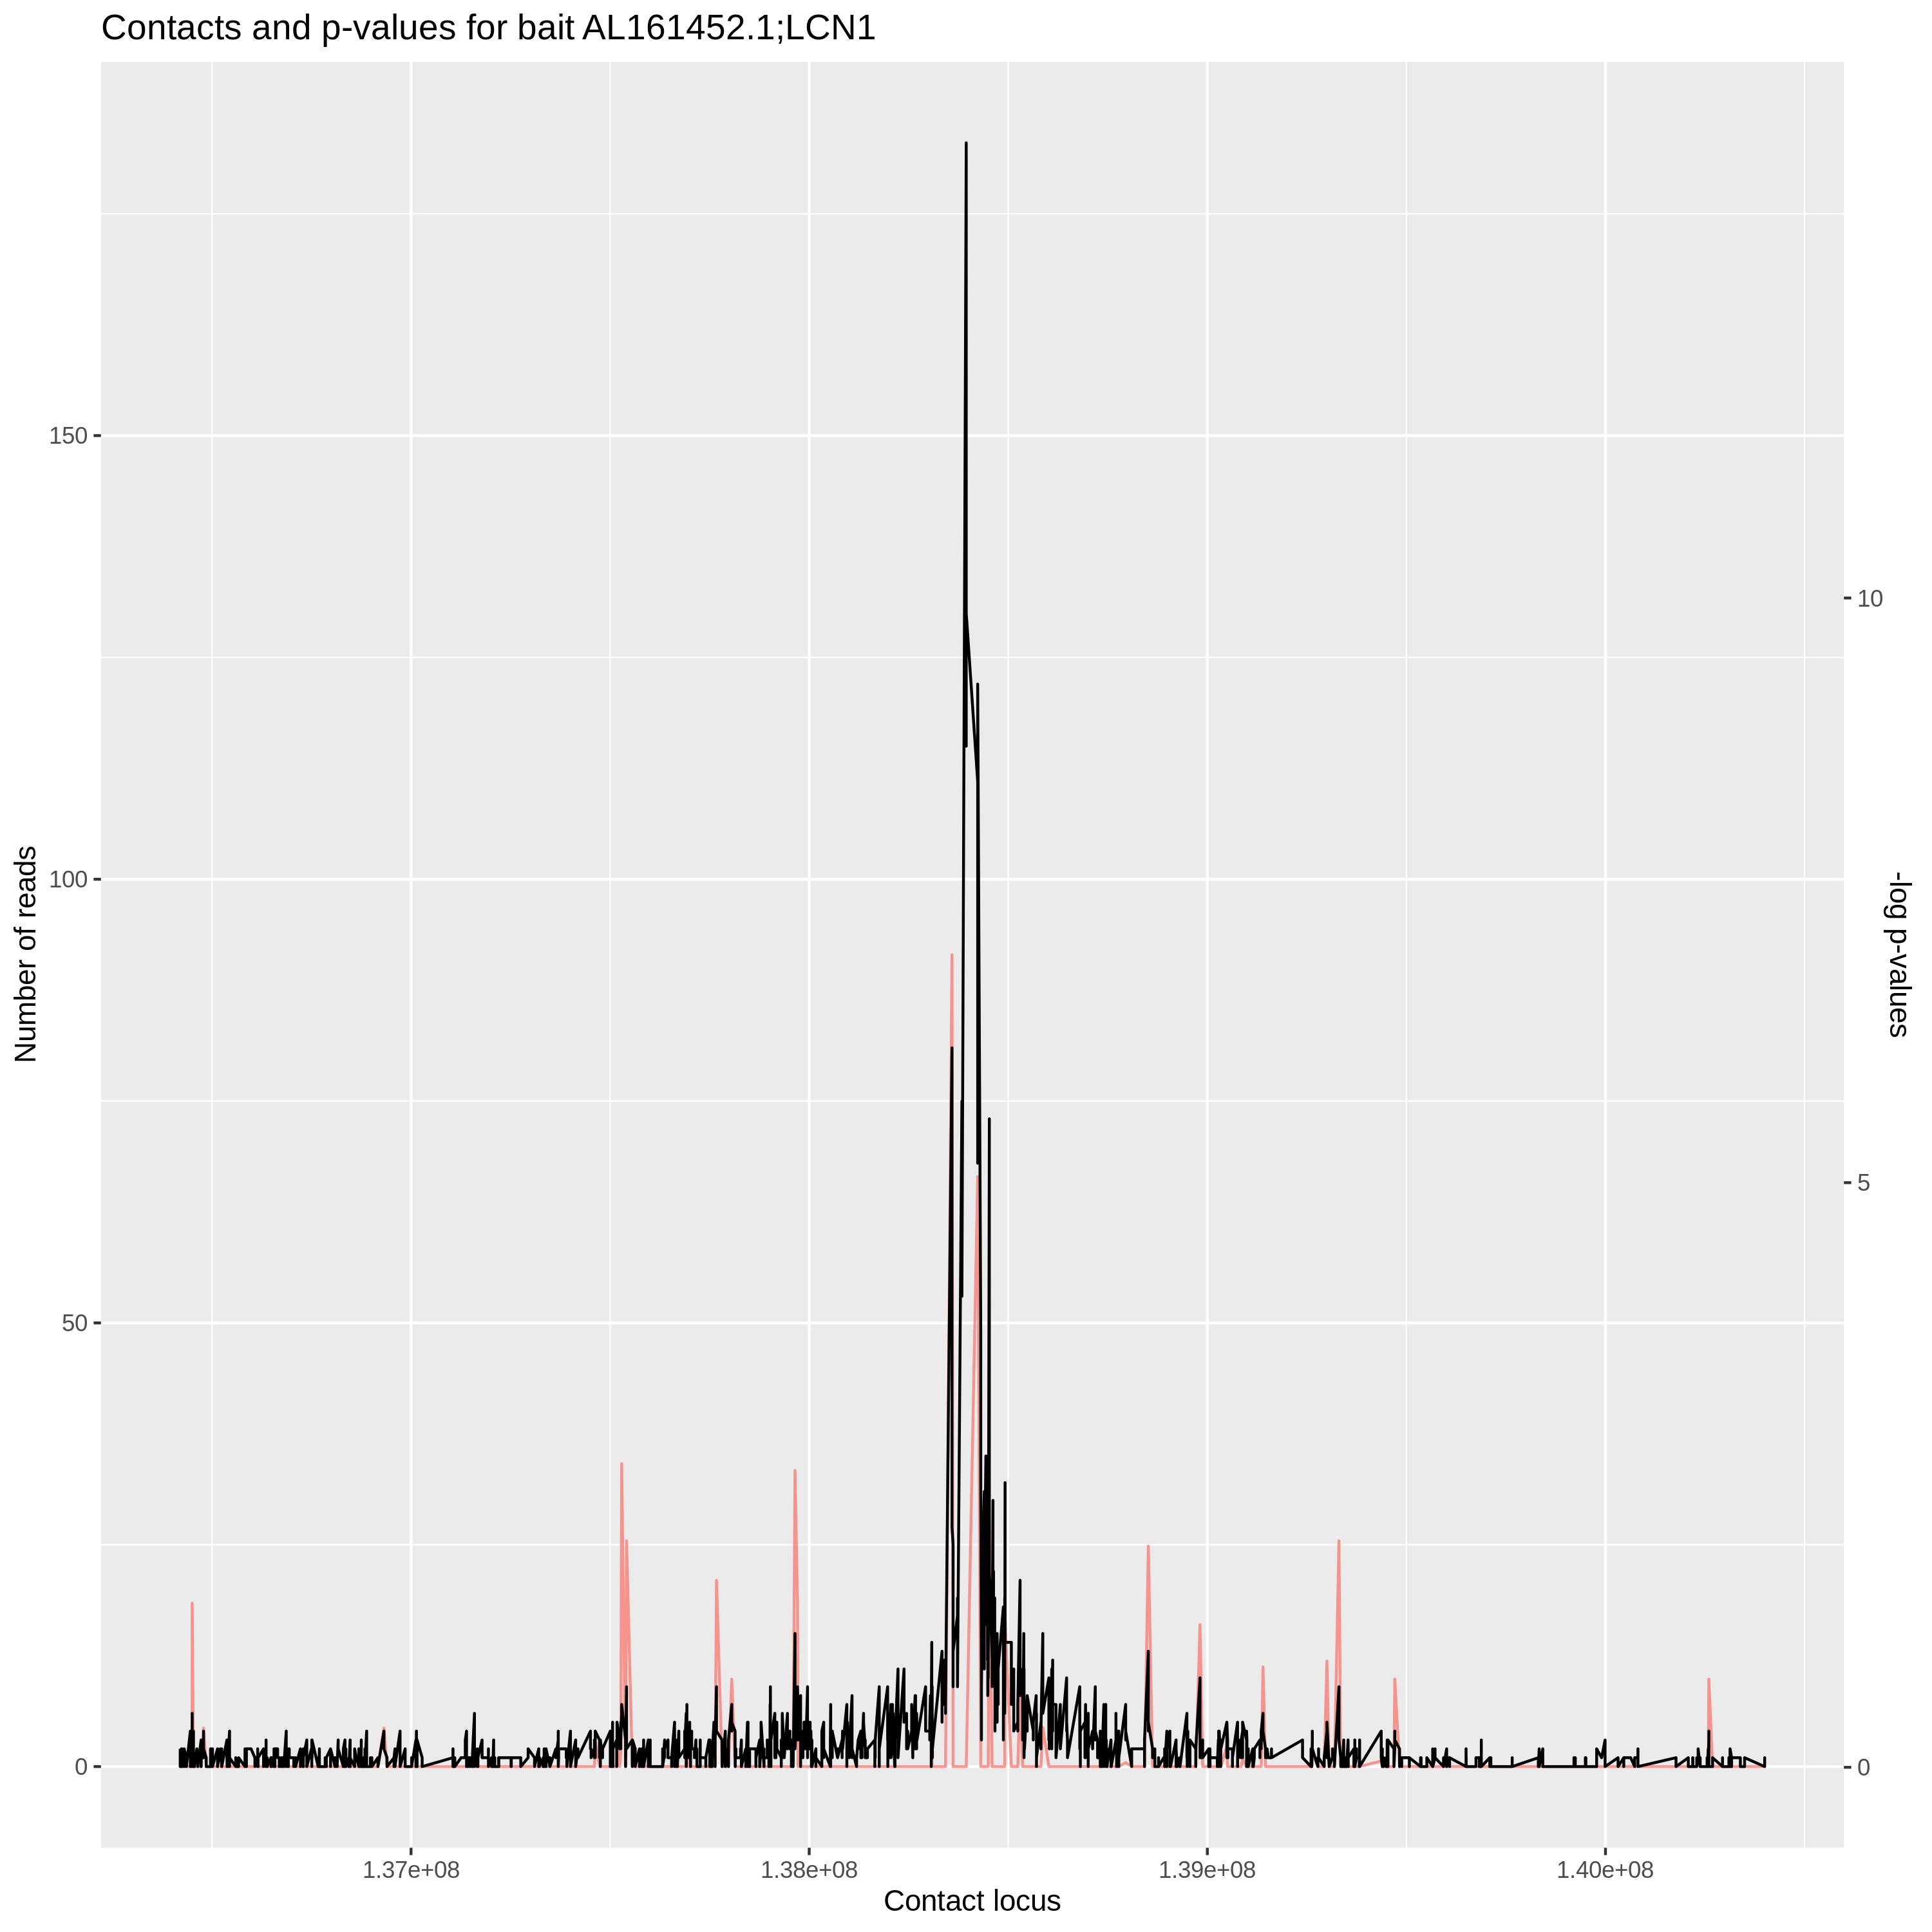 Contacts and p-values for bait AL161452.1;LCN1
Number of reads
150
100
50
0
10
5
0
-log p-values
1.37e+08
1.38e+08
1.39e+08
1.40e+08
Contact locus